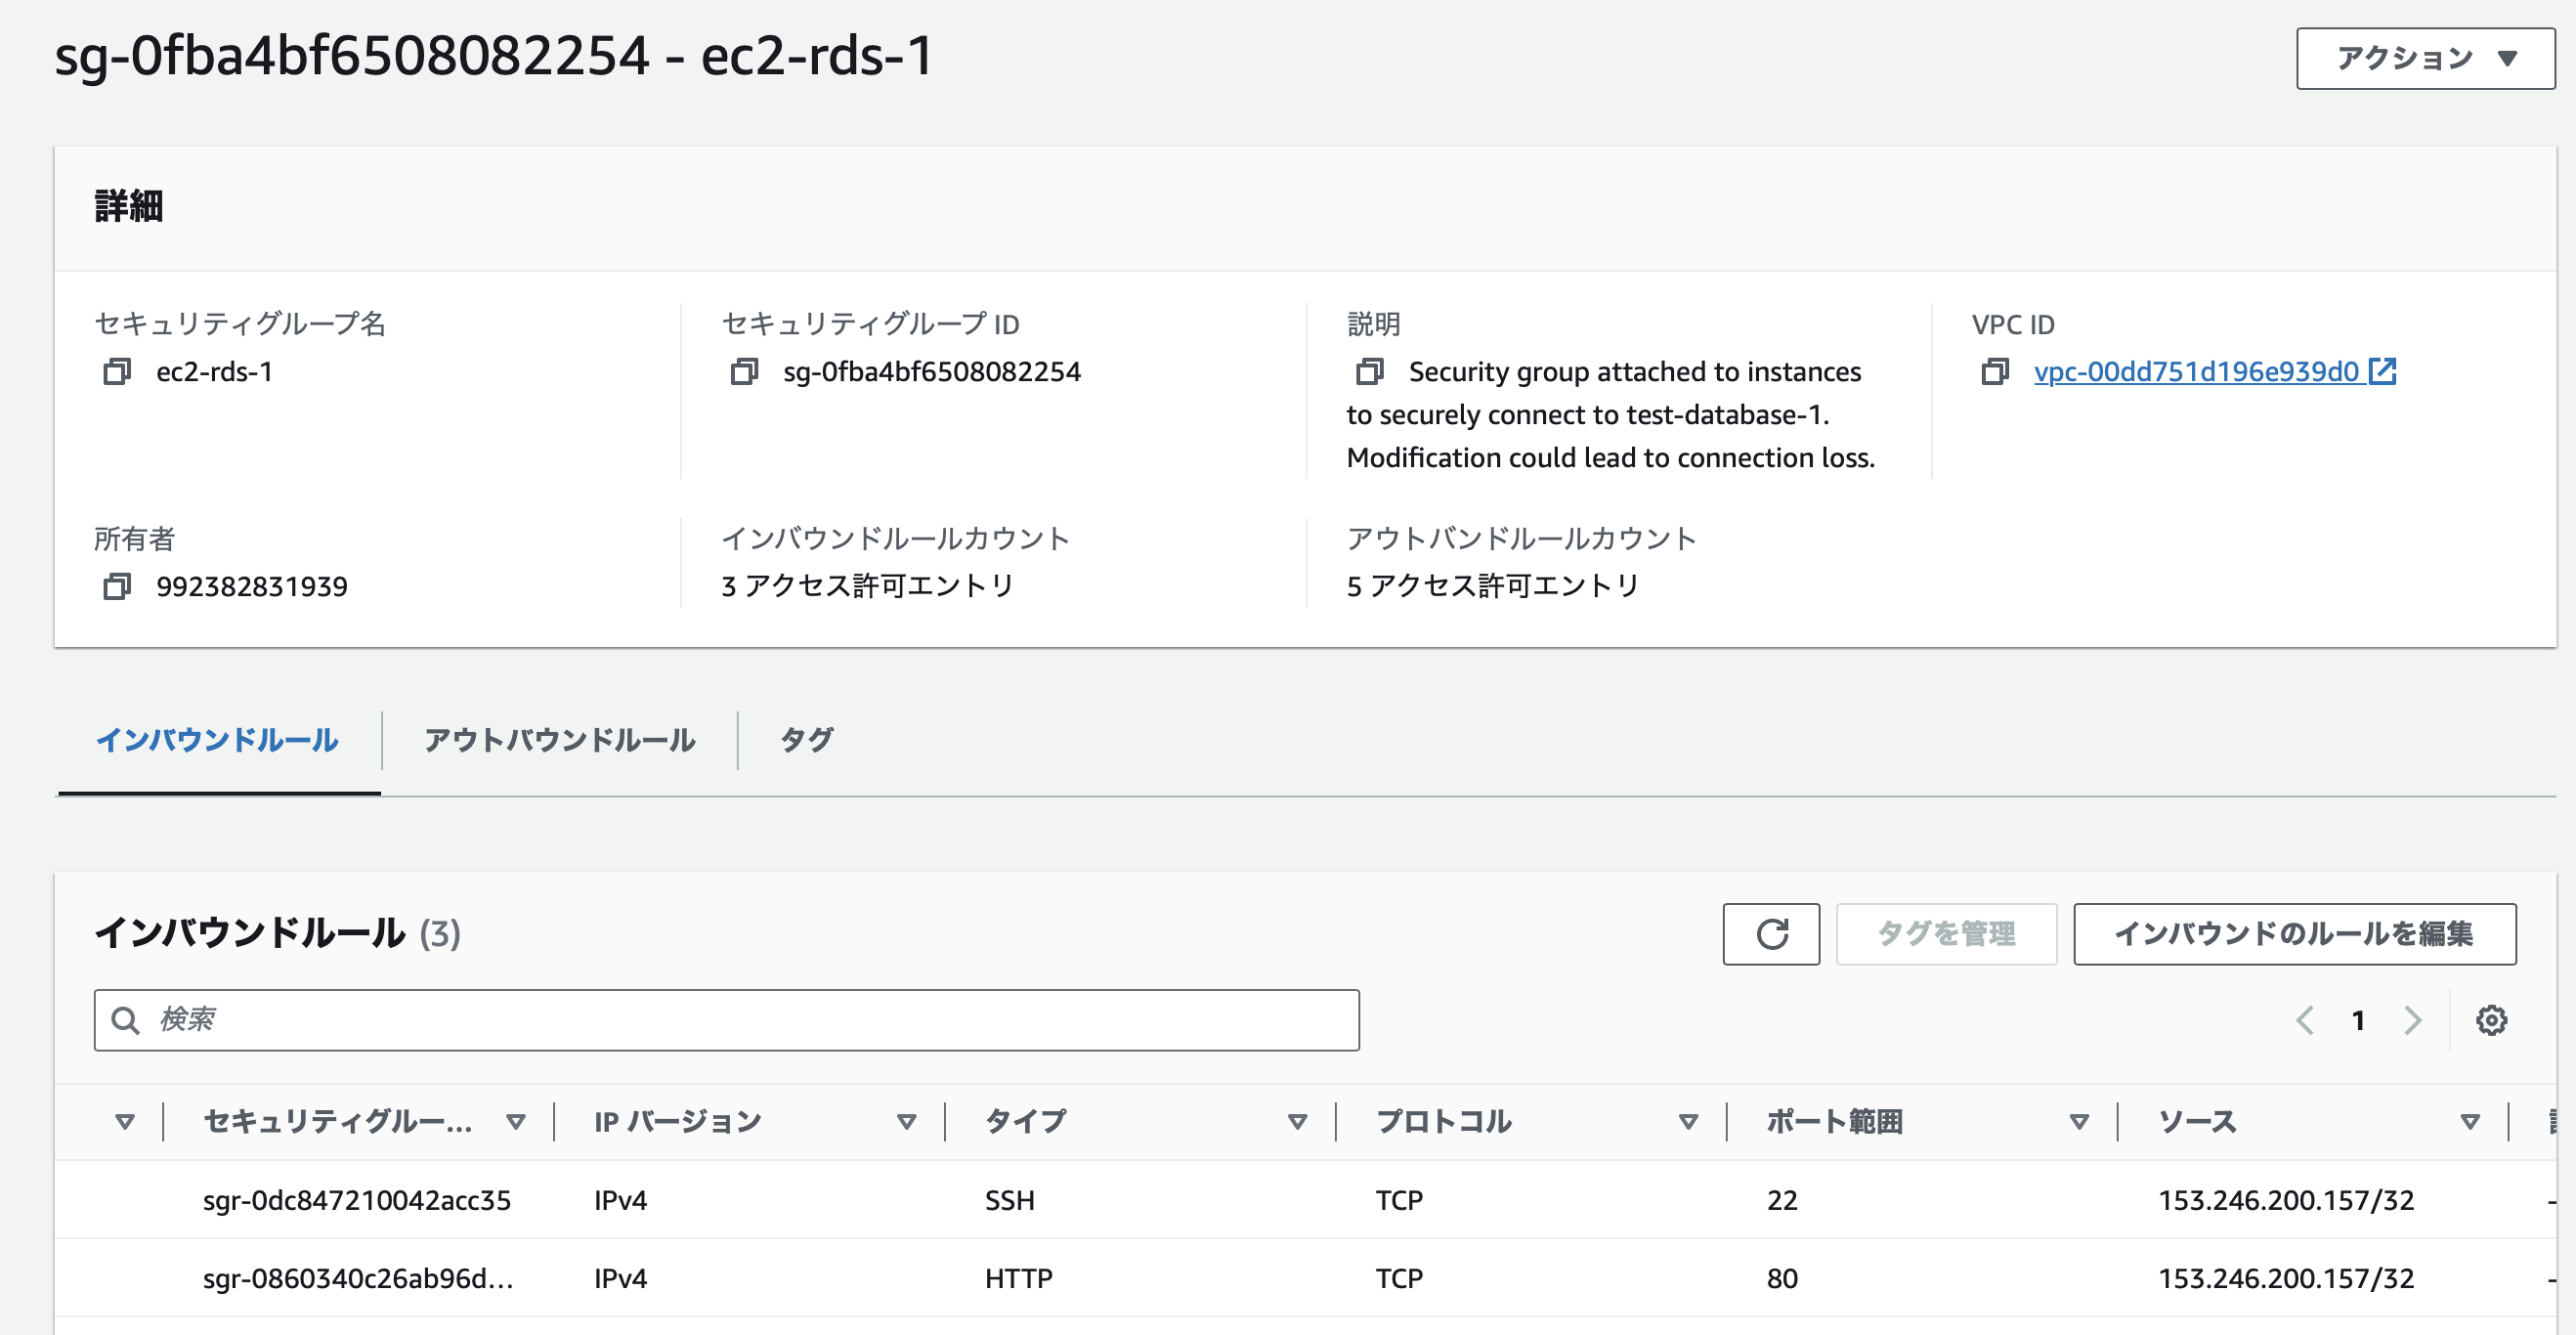 sg-0fba4bf6508082254 - ec2-rds-1
アクション
詳細
セキュリティグループ名
ec2-rds-1
セキュリティグループ ID
sg-0fba4bf6508082254
説明
Security group attached to instances
to securely connect to test-database-1.
Modification could lead to connection loss.
VPC ID
vpc-00dd751d196e939d0
所有者
992382831939
インバウンドルールカウント
3 アクセス許可エントリ
アウトバンドルールカウント
5 アクセス許可エントリ
インバウンドルール
アウトバウンドルール
タグ
インバウンドルール (3)
タグを管理
インバウンドのルールを編集
検索
1
セキュリティグルー... IP バージョン タイプ プロトコル ポート範囲 ソース
sgr-0dc847210042acc35 IPv4 SSH TCP 22 153.246.200.157/32 -
sgr-0860340c26ab96d... IPv4 HTTP TCP 80 153.246.200.157/32 -